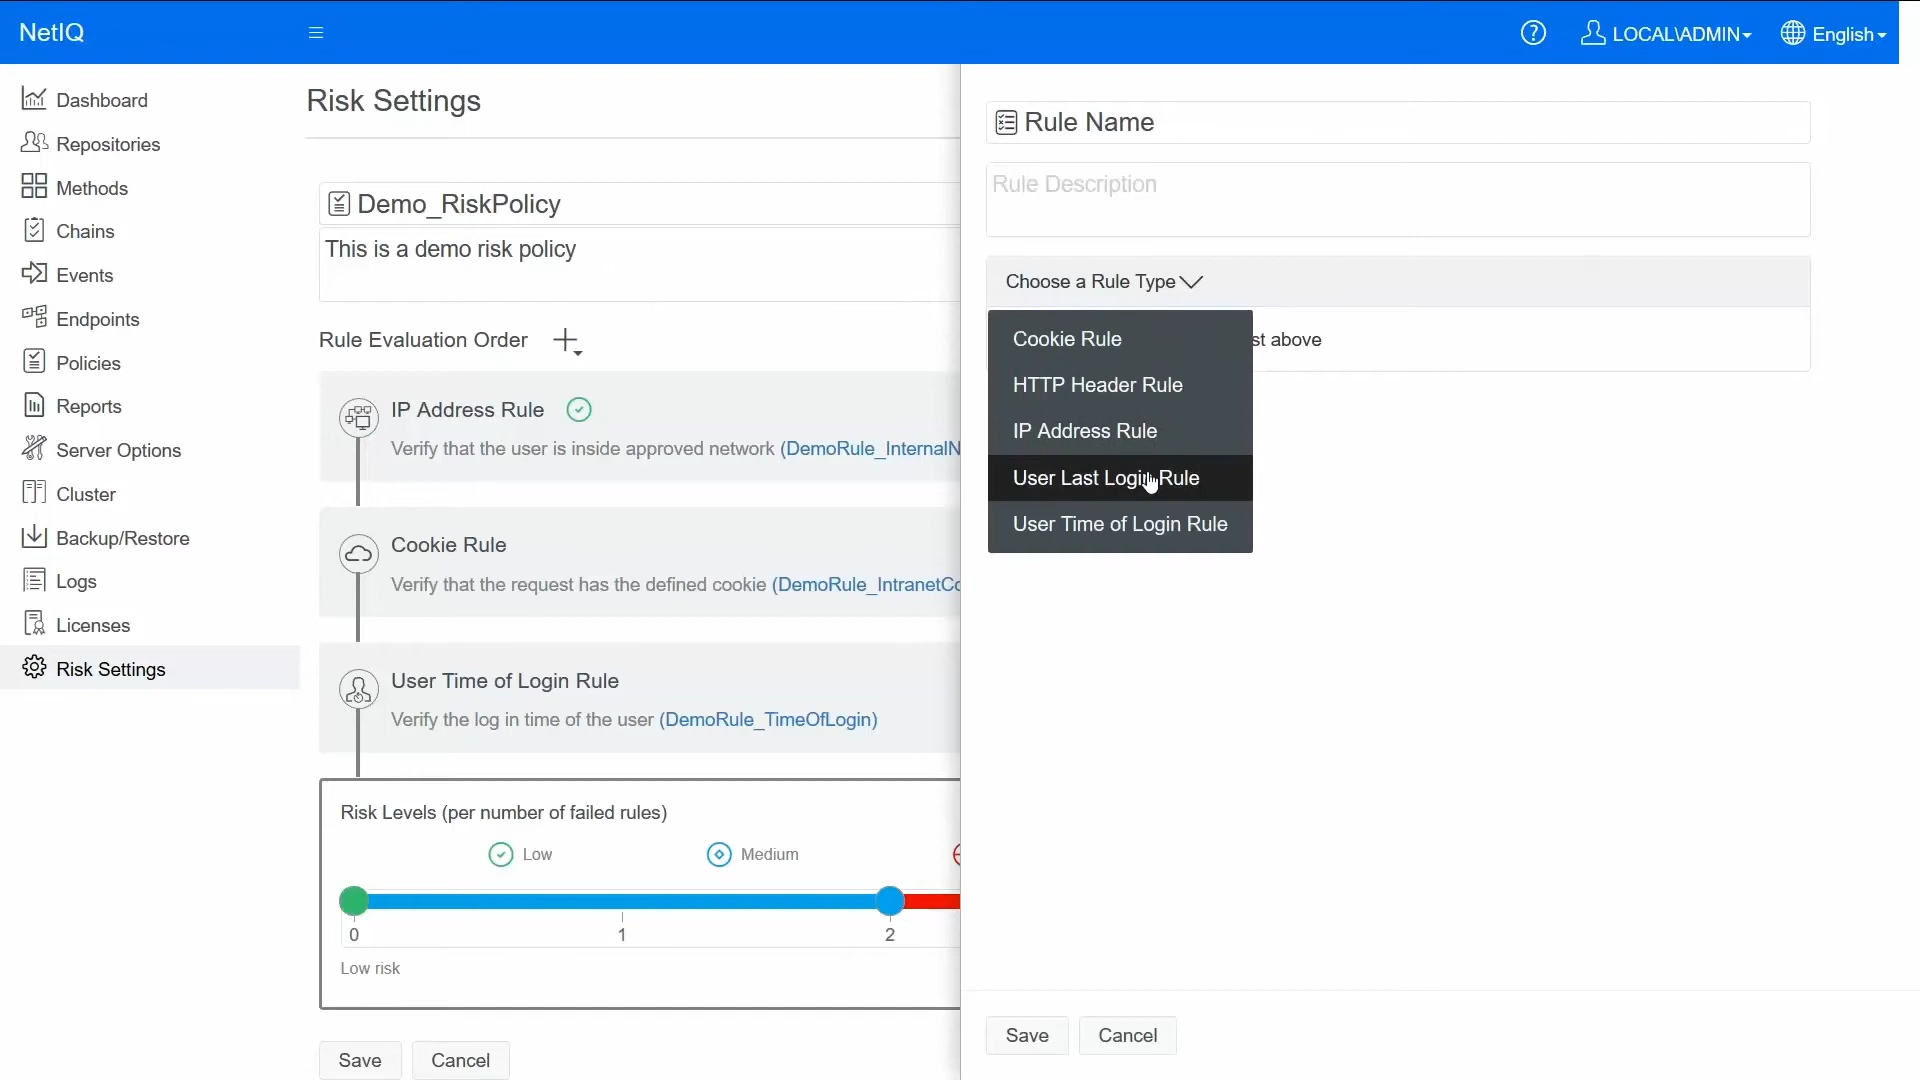 NetIQ
LOCAL\ADMIN
English
Dashboard
Repositories
Methods
Chains
Events
Endpoints
Policies
Reports
Server Options
Cluster
Backup/Restore
Logs
Licenses
Risk Settings
Risk Settings
Demo_RiskPolicy
This is a demo risk policy
Rule Evaluation Order
IP Address Rule
Verify that the user is inside approved network (DemoRule_InternalN
Cookie Rule
Verify that the request has the defined cookie (DemoRule_IntranetCo
User Time of Login Rule
Verify the log in time of the user (DemoRule_TimeOfLogin)
Risk Levels (per number of failed rules)
Low Medium
0 1 2
Low risk
Save Cancel
Rule Name
Rule Description
Choose a Rule Type
st above
Cookie Rule
HTTP Header Rule
IP Address Rule
User Last Login Rule
User Time of Login Rule
Save Cancel